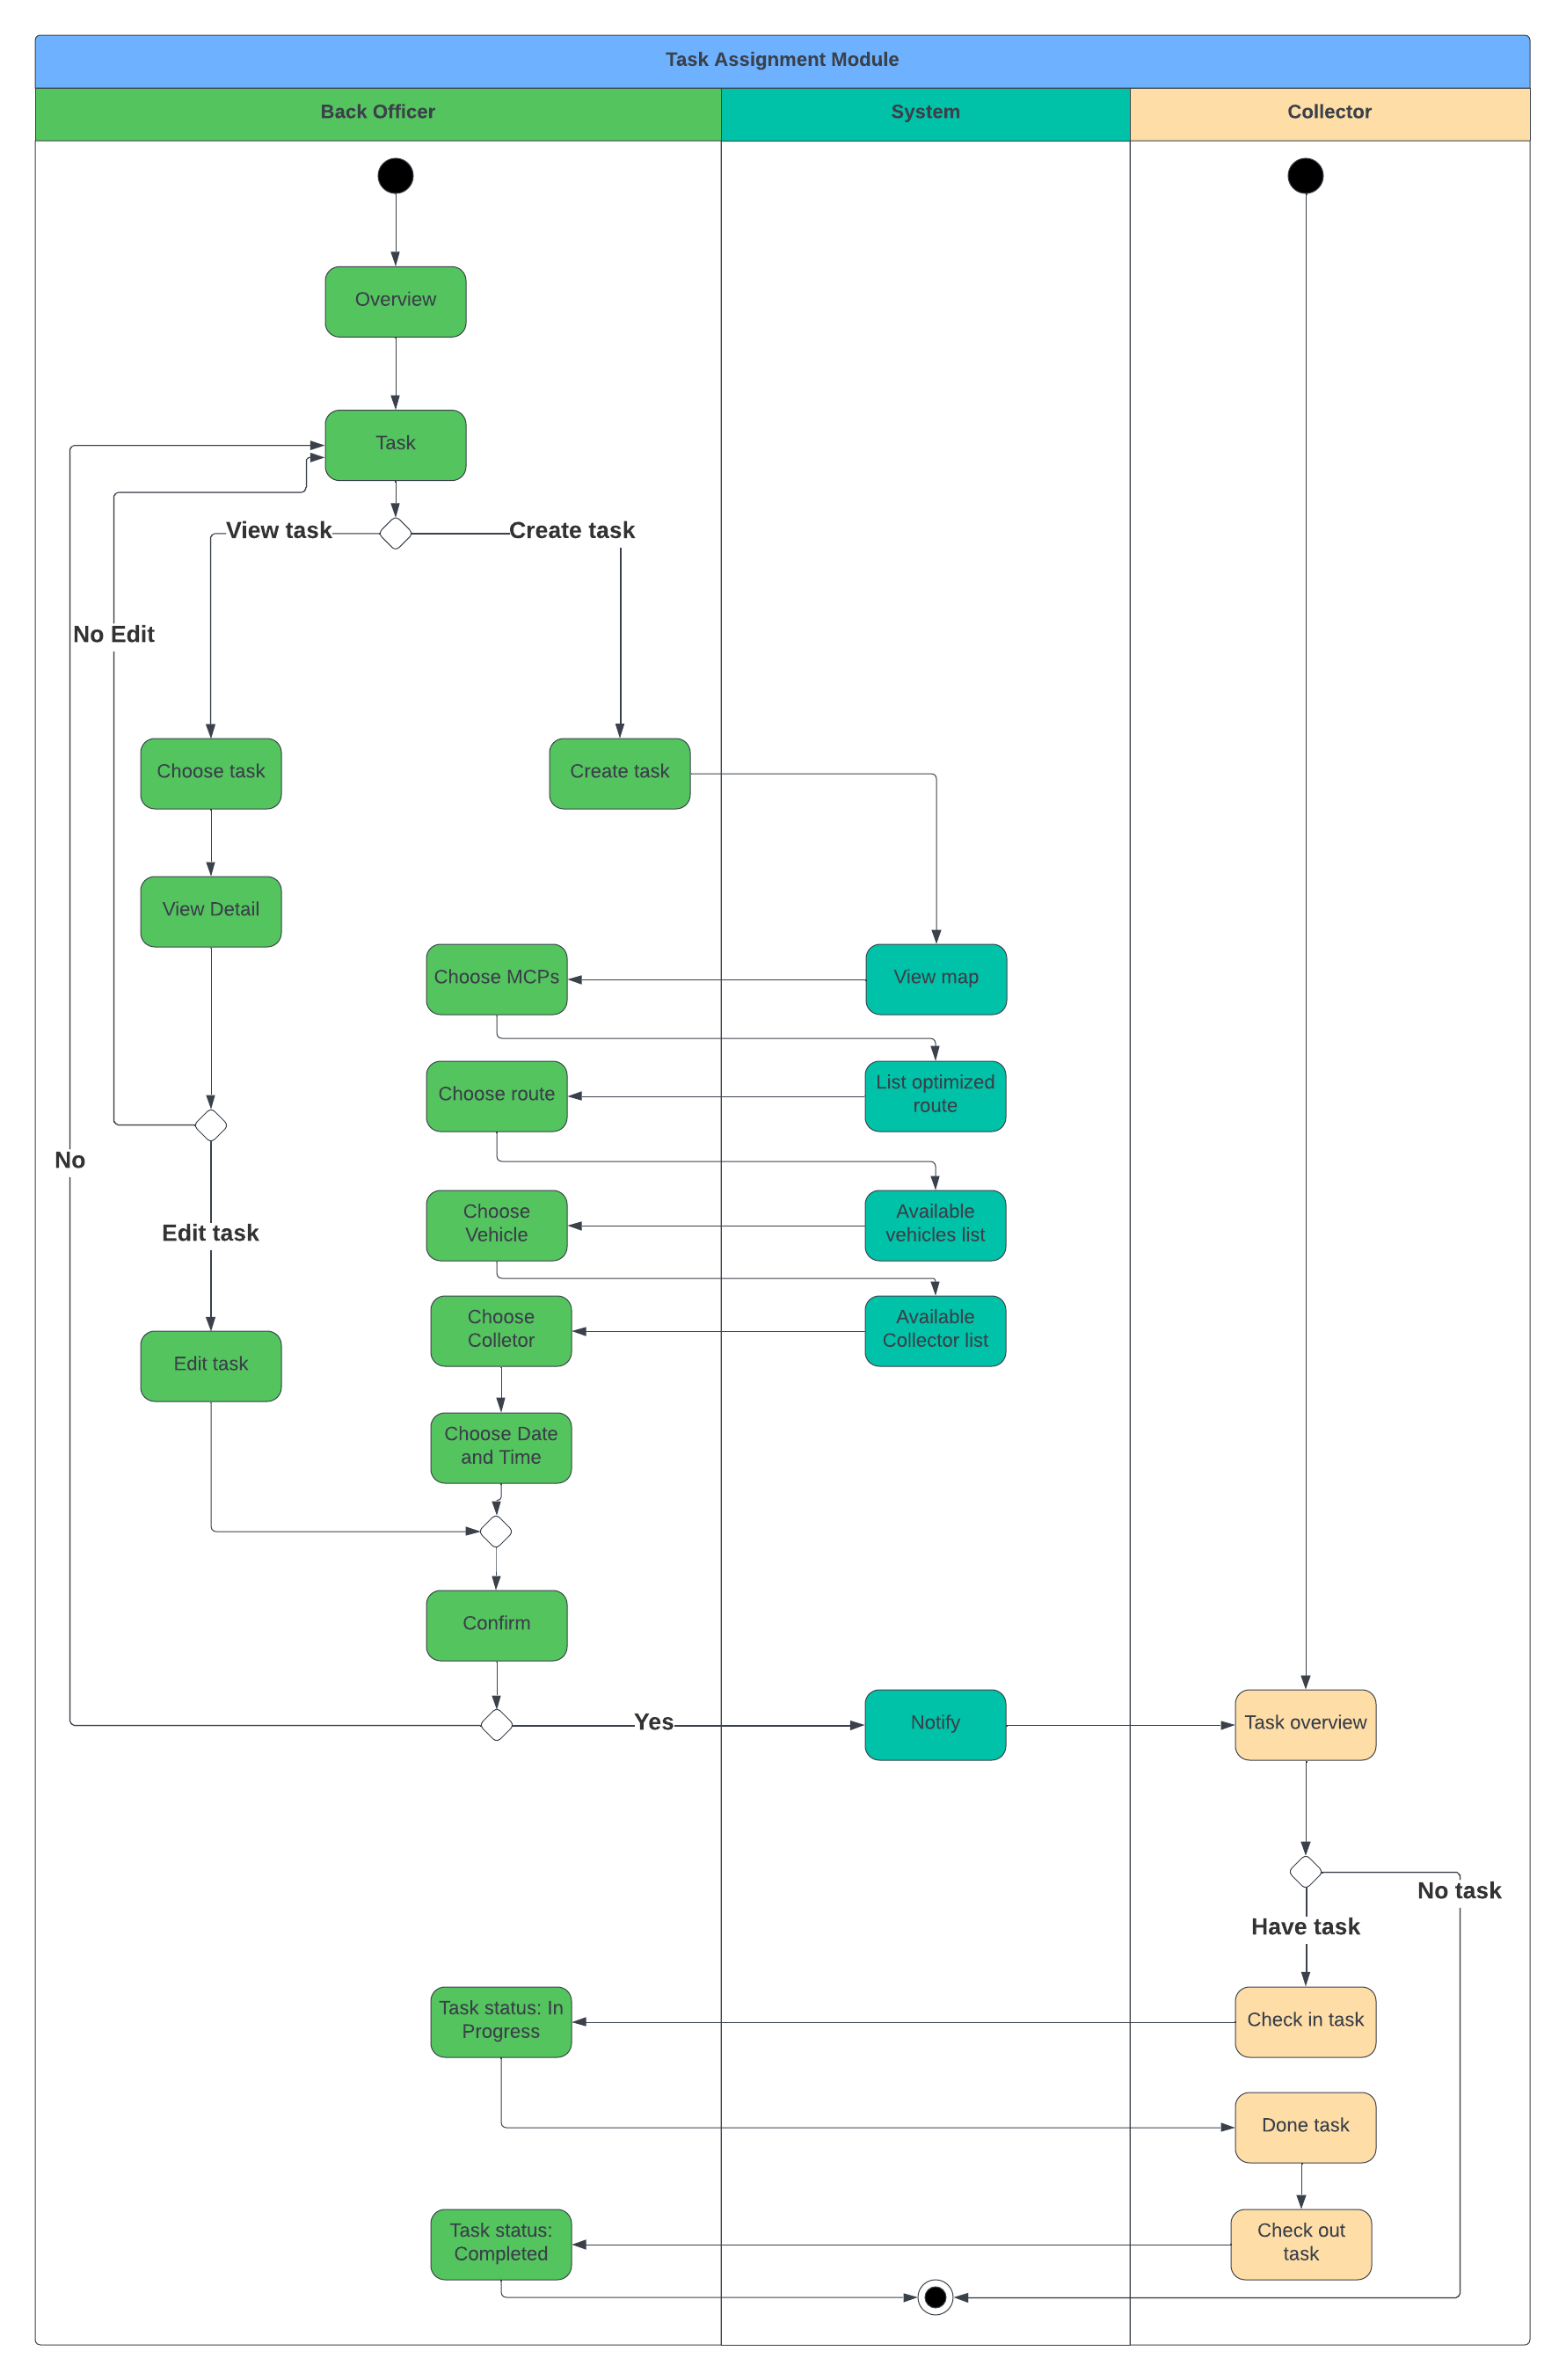 Task Assignment Module
Back Officer
System
Collector
Overview
Task
View task
Create task
No Edit
Choose task
Create task
View Detail
Choose MCPs
View map
Choose route
List optimized
route
No
Edit task
Choose
Vehicle
Available
vehicles list
Choose
Colletor
Available
Collector list
Edit task
Choose Date
and Time
Confirm
Yes
Notify
Task overview
No task
Have task
Task status: In
Progress
Check in task
Done task
Task status:
Completed
Check out
task